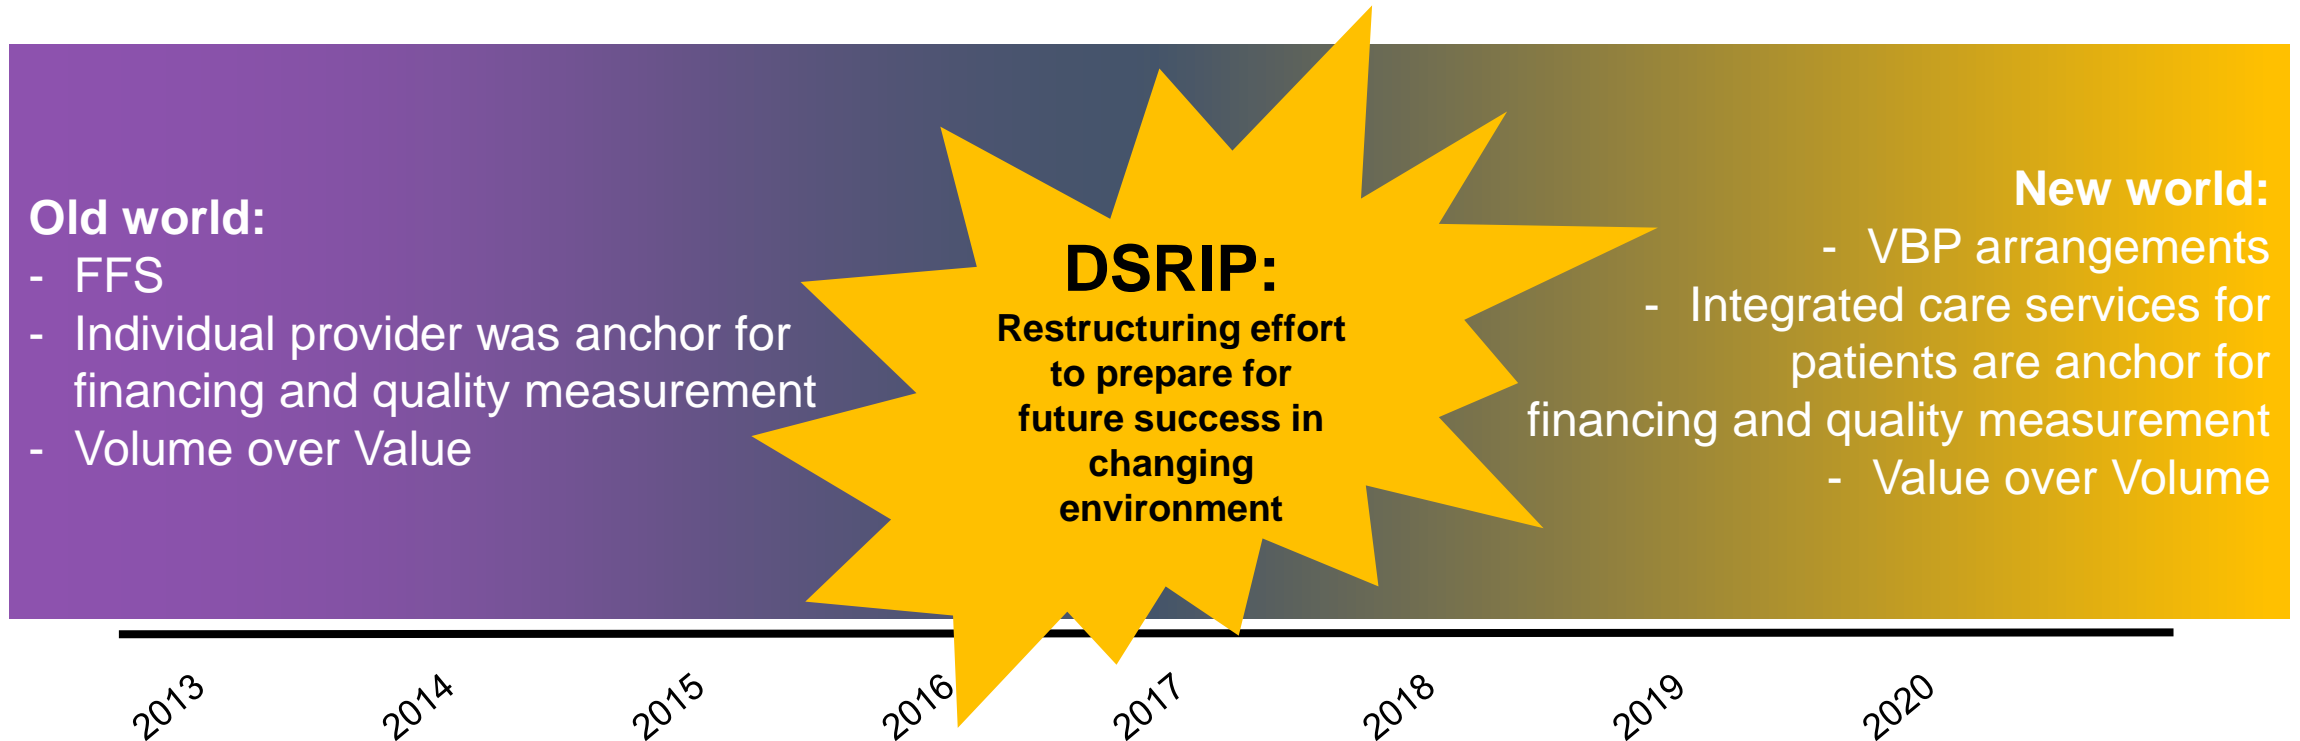 Old world:
- FFS
- Individual provider was anchor for
financing and quality measurement
- Volume over Value
DSRIP:
Restructuring effort
to prepare for
future success in
changing
environment
New world:
- VBP arrangements
- Integrated care services for
patients are anchor for
financing and quality measurement
- Value over Volume
2013
2014
2015
2016
2017
2018
2019
2020